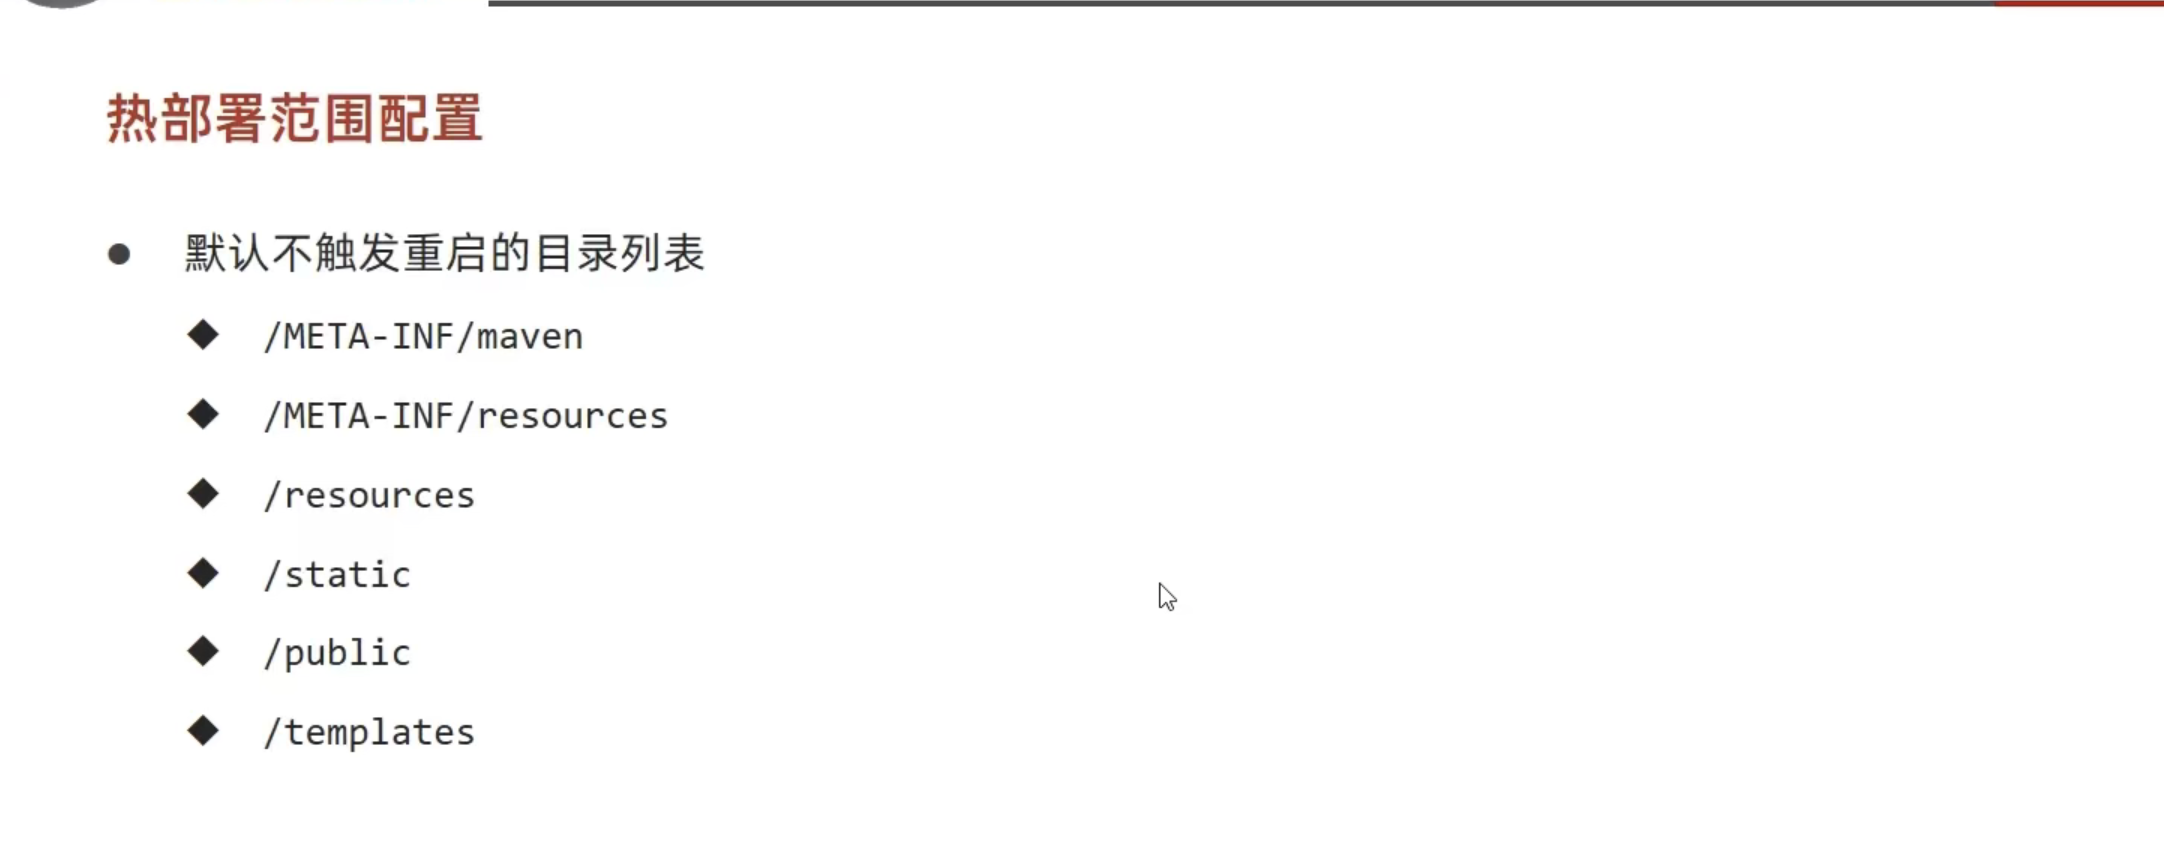 热部署范围配置
● 默认不触发重启的目录列表
◆ /META-INF/maven
◆ /META-INF/resources
◆ /resources
◆ /static
◆ /public
◆ /templates